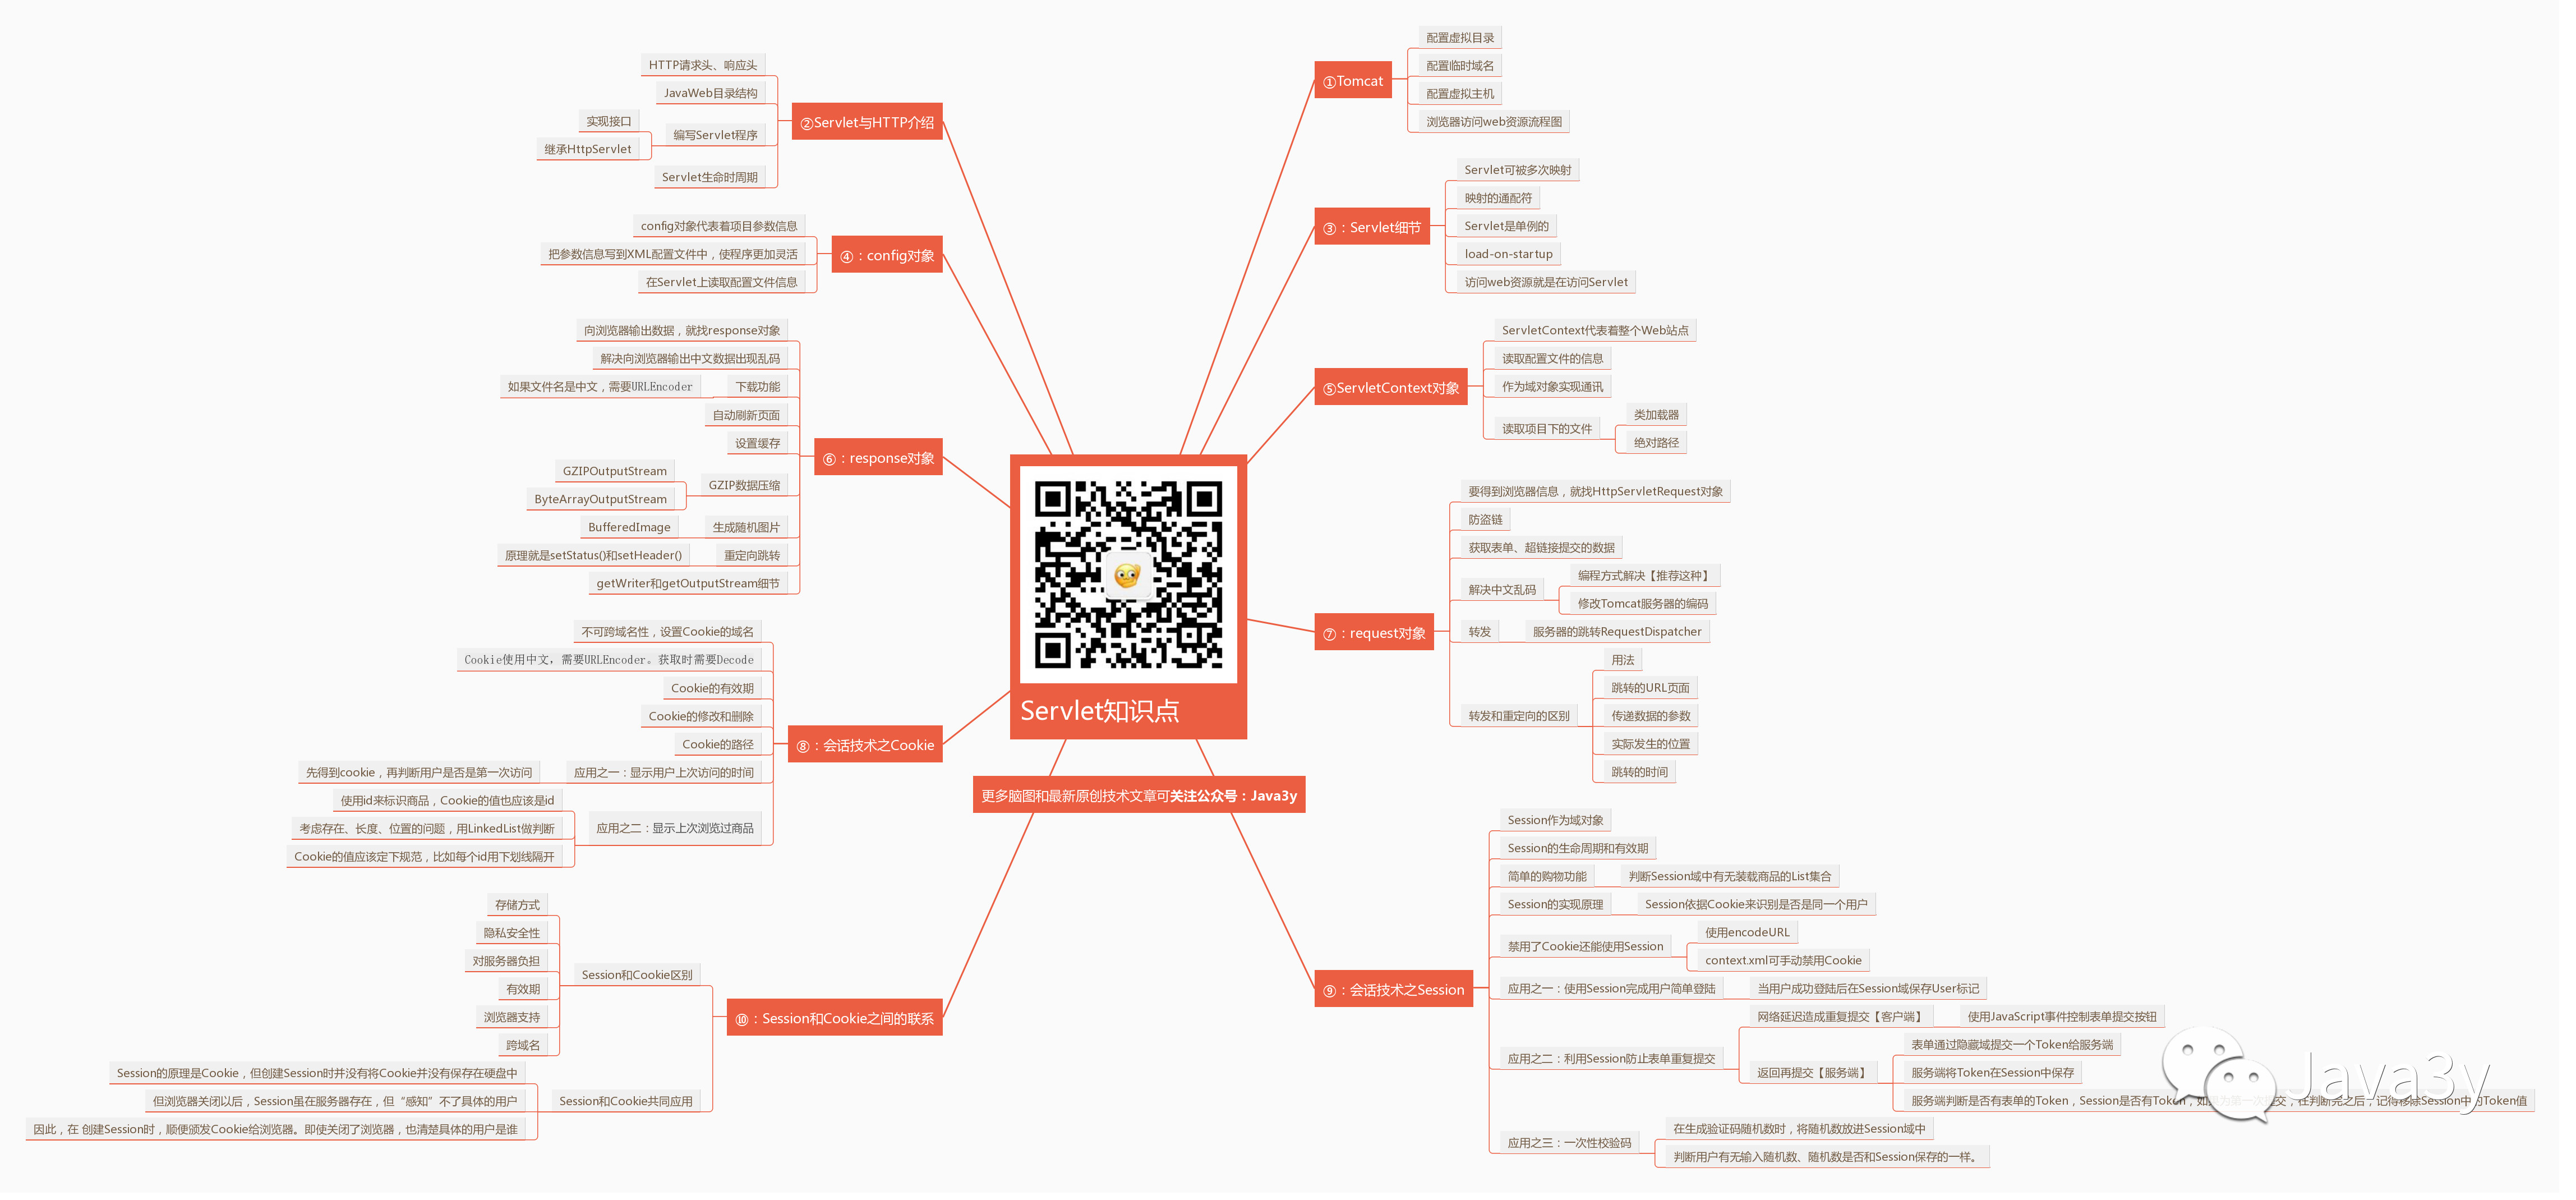 ①Tomcat
配置虚拟目录
配置临时域名
配置虚拟主机
浏览器访问web资源流程图
②Servlet与HTTP介绍
HTTP请求头、响应头
JavaWeb目录结构
编写Servlet程序
实现接口
继承HttpServlet
Servlet生命时周期
③：Servlet细节
Servlet可被多次映射
映射的通配符
Servlet是单例的
load-on-startup
访问web资源就是在访问Servlet
④：config对象
config对象代表着项目参数信息
把参数信息写到XML配置文件中，使程序更加灵活
在Servlet上读取配置文件信息
⑤ServletContext对象
ServletContext代表着整个Web站点
读取配置文件的信息
作为域对象实现通讯
读取项目下的文件
类加载器
绝对路径
⑥：response对象
向浏览器输出数据，就找response对象
解决向浏览器输出中文数据出现乱码
下载功能
如果文件名是中文，需要URLEncoder
自动刷新页面
设置缓存
GZIP数据压缩
GZIPOutputStream
ByteArrayOutputStream
生成随机图片
BufferedImage
重定向跳转
原理就是setStatus()和setHeader()
getWriter和getOutputStream细节
⑦：request对象
要得到浏览器信息，就找HttpServletRequest对象
防盗链
获取表单、超链接提交的数据
解决中文乱码
编程方式解决【推荐这种】
修改Tomcat服务器的编码
转发
服务器的跳转RequestDispatcher
转发和重定向的区别
用法
跳转的URL页面
传递数据的参数
实际发生的位置
跳转的时间
Servlet知识点
更多脑图和最新原创技术文章可关注公众号：Java3y
⑧：会话技术之Cookie
不可跨域名性，设置Cookie的域名
Cookie使用中文，需要URLEncoder。获取时需要Decode
Cookie的有效期
Cookie的修改和删除
Cookie的路径
应用之一：显示用户上次访问的时间
先得到cookie，再判断用户是否是第一次访问
应用之二：显示上次浏览过商品
使用id来标识商品，Cookie的值也应该是id
考虑存在、长度、位置的问题，用LinkedList做判断
Cookie的值应该定下规范，比如每个id用下划线隔开
⑨：会话技术之Session
Session作为域对象
Session的生命周期和有效期
简单的购物功能
判断Session域中有无装载商品的List集合
Session的实现原理
Session依据Cookie来识别是否是同一个用户
禁用了Cookie还能使用Session
使用encodeURL
context.xml可手动禁用Cookie
应用之一：使用Session完成用户简单登陆
当用户成功登陆后在Session域保存User标记
应用之二：利用Session防止表单重复提交
网络延迟造成重复提交【客户端】
使用JavaScript事件控制表单提交按钮
返回再提交【服务端】
表单通过隐藏域提交一个Token给服务端
服务端将Token在Session中保存
服务端判断是否有表单的Token，Session是否有Token，如
应用之三：一次性校验码
在生成验证码随机数时，将随机数放进Session域中
判断用户有无输入随机数、随机数是否和Session保存的一样。
⑩：Session和Cookie之间的联系
Session和Cookie区别
存储方式
隐私安全性
对服务器负担
有效期
浏览器支持
跨域名
Session和Cookie共同应用
Session的原理是Cookie，但创建Session时并没有将Cookie并没有保存在硬盘中
但浏览器关闭以后，Session虽在服务器存在，但“感知”不了具体的用户
因此，在 创建Session时，顺便颁发Cookie给浏览器。即使关闭了浏览器，也清楚具体的用户是谁
Java3y